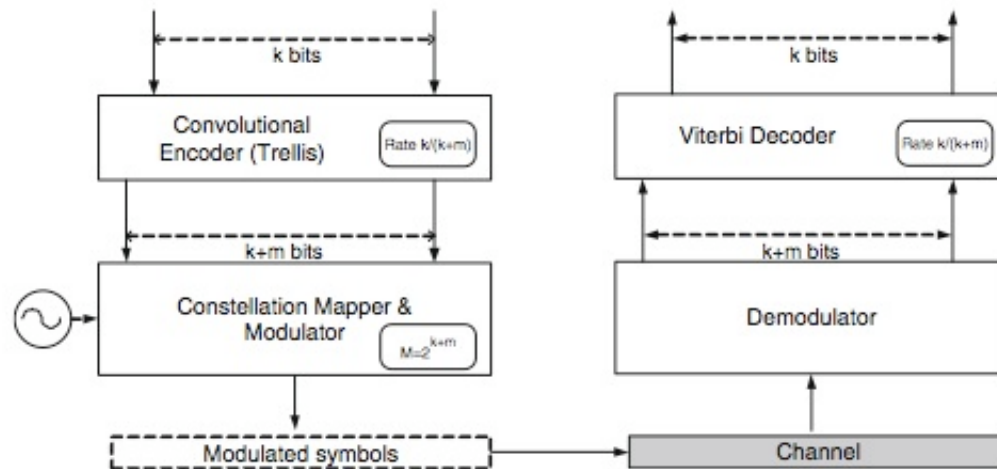 k bits
Convolutional
Encoder (Trellis)
Rate k/(k+m)
k+m bits
Constellation Mapper &
Modulator
M=2^{k+m}
Modulated symbols
k bits
Viterbi Decoder
Rate k/(k+m)
k+m bits
Demodulator
Channel